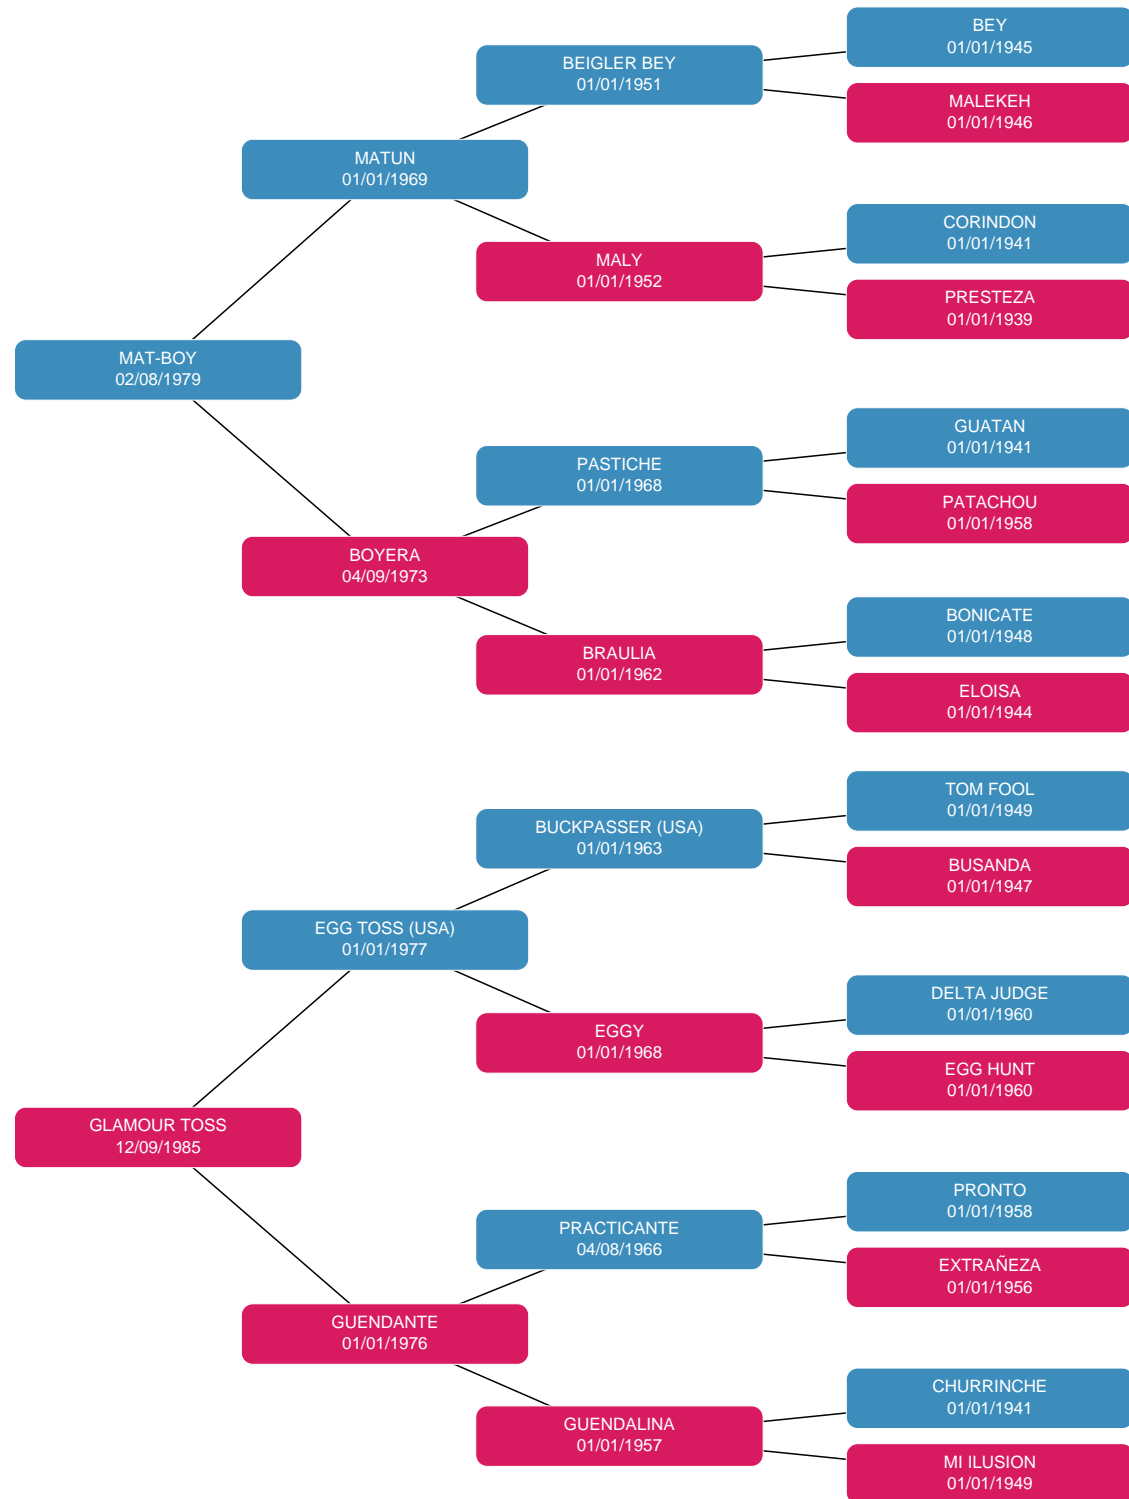 BEY
01/01/1945
BEIGLER BEY
01/01/1951
MALEKEH
01/01/1946
MATUN
01/01/1969
CORINDON
01/01/1941
MALY
01/01/1952
PRESTEZA
01/01/1939
MAT-BOY
02/08/1979
GUATAN
01/01/1941
PASTICHE
01/01/1968
PATACHOU
01/01/1958
BOYERA
04/09/1973
BONICATE
01/01/1948
BRAULIA
01/01/1962
ELOISA
01/01/1944
TOM FOOL
01/01/1949
BUCKPASSER (USA)
01/01/1963
BUSANDA
01/01/1947
EGG TOSS (USA)
01/01/1977
DELTA JUDGE
01/01/1960
EGGY
01/01/1968
EGG HUNT
01/01/1960
GLAMOUR TOSS
12/09/1985
PRONTO
01/01/1958
PRACTICANTE
04/08/1966
EXTRAÑEZA
01/01/1956
GUENDANTE
01/01/1976
CHURRINCHE
01/01/1941
GUENDALINA
01/01/1957
MI ILUSION
01/01/1949